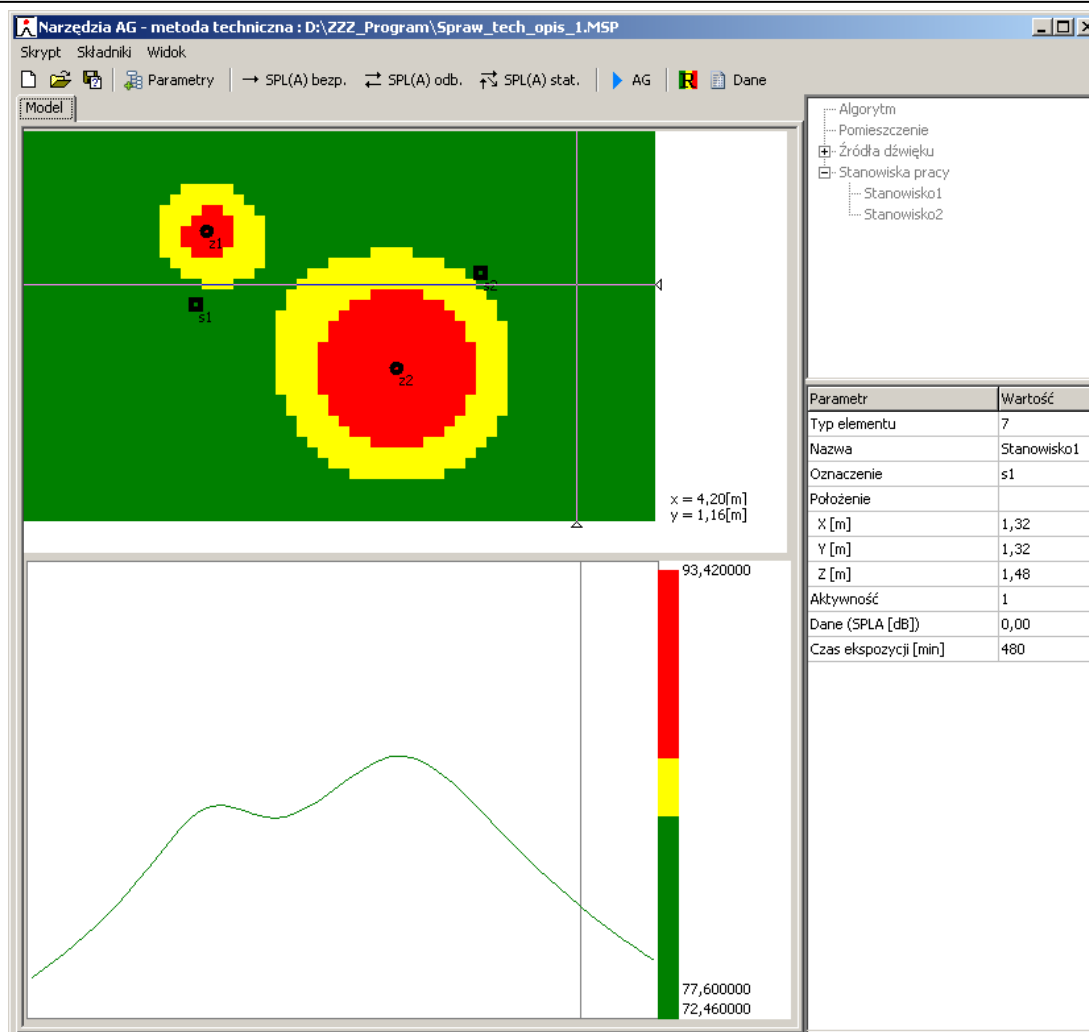 Narzędzia AG - metoda techniczna : D:\ZZZ_Program\Spraw_tech_opis_1.MSP
Skrypt Składniki Widok
Parametry SPL(A) bezp. SPL(A) odb. SPL(A) stat. AG R Dane
Model
Algorytm
Pomieszczenie
Źródła dźwięku
Stanowiska pracy
Stanowisko1
Stanowisko2
z1
s2
s1
z2
x = 4,20[m]
y = 1,16[m]
Parametr Wartość
Typ elementu 7
Nazwa Stanowisko1
Oznaczenie s1
Położenie
X [m] 1,32
Y [m] 1,32
Z [m] 1,48
Aktywność 1
Dane (SPLA [dB]) 0,00
Czas ekspozycji [min] 480
93,420000
77,600000
72,460000